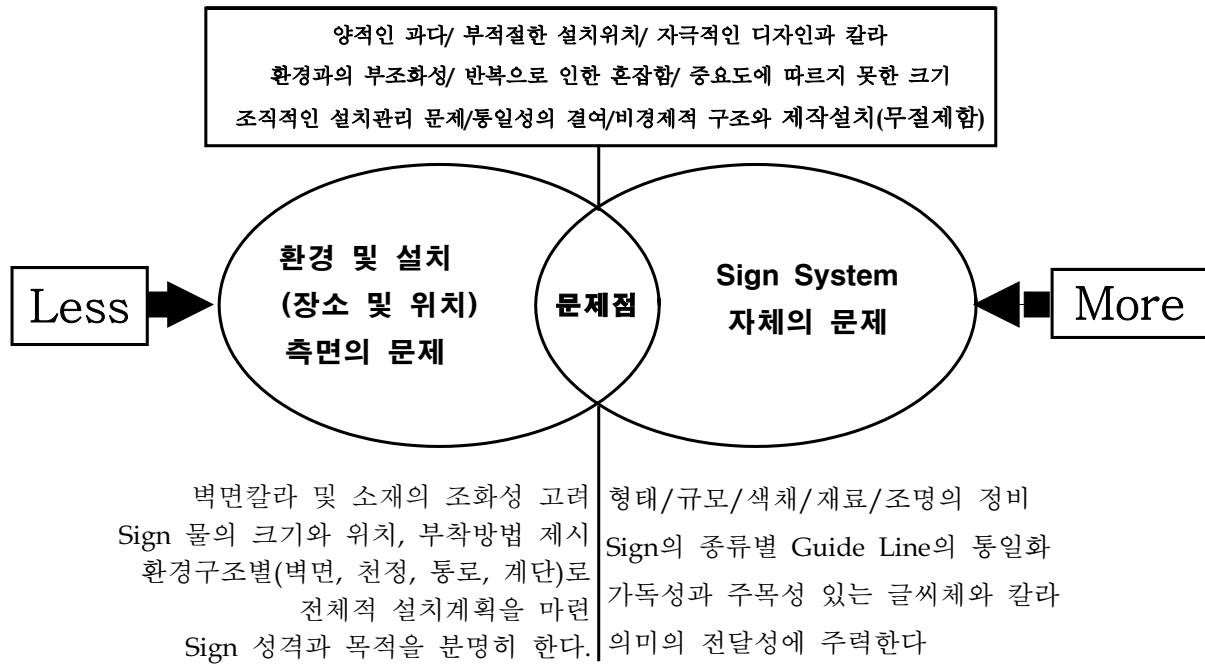 양적인 과다/ 부적절한 설치위치/ 자극적인 디자인과 칼라
환경과의 부조화성/ 반복으로 인한 혼잡함/ 중요도에 따르지 못한 크기
조직적인 설치관리 문제/통일성의 결여/비경제적 구조와 제작설치(무절제함)
Less
환경 및 설치
(장소 및 위치)
측면의 문제
문제점
Sign System
자체의 문제
More
벽면칼라 및 소재의 조화성 고려
Sign 물의 크기와 위치, 부착방법 제시
환경구조별(벽면, 천정, 통로, 계단)로
전체적 설치계획을 마련
Sign 성격과 목적을 분명히 한다.
형태/규모/색채/재료/조명의 정비
Sign의 종류별 Guide Line의 통일화
가독성과 주목성 있는 글씨체와 칼라
의미의 전달성에 주력한다